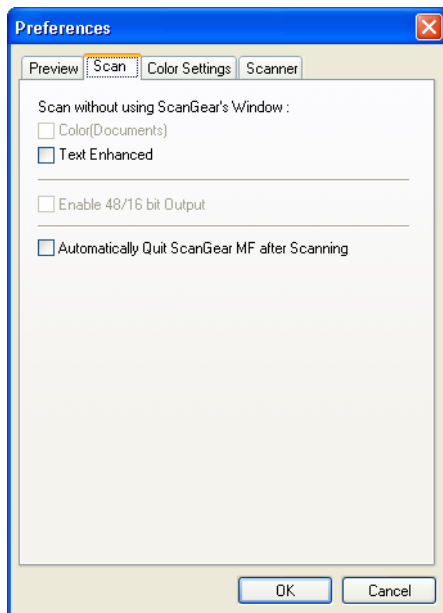 Preferences
Preview Scan Color Settings Scanner
Scan without using ScanGear's Window :
Color(Documents)
Text Enhanced
Enable 48/16 bit Output
Automatically Quit ScanGear MF after Scanning
OK Cancel